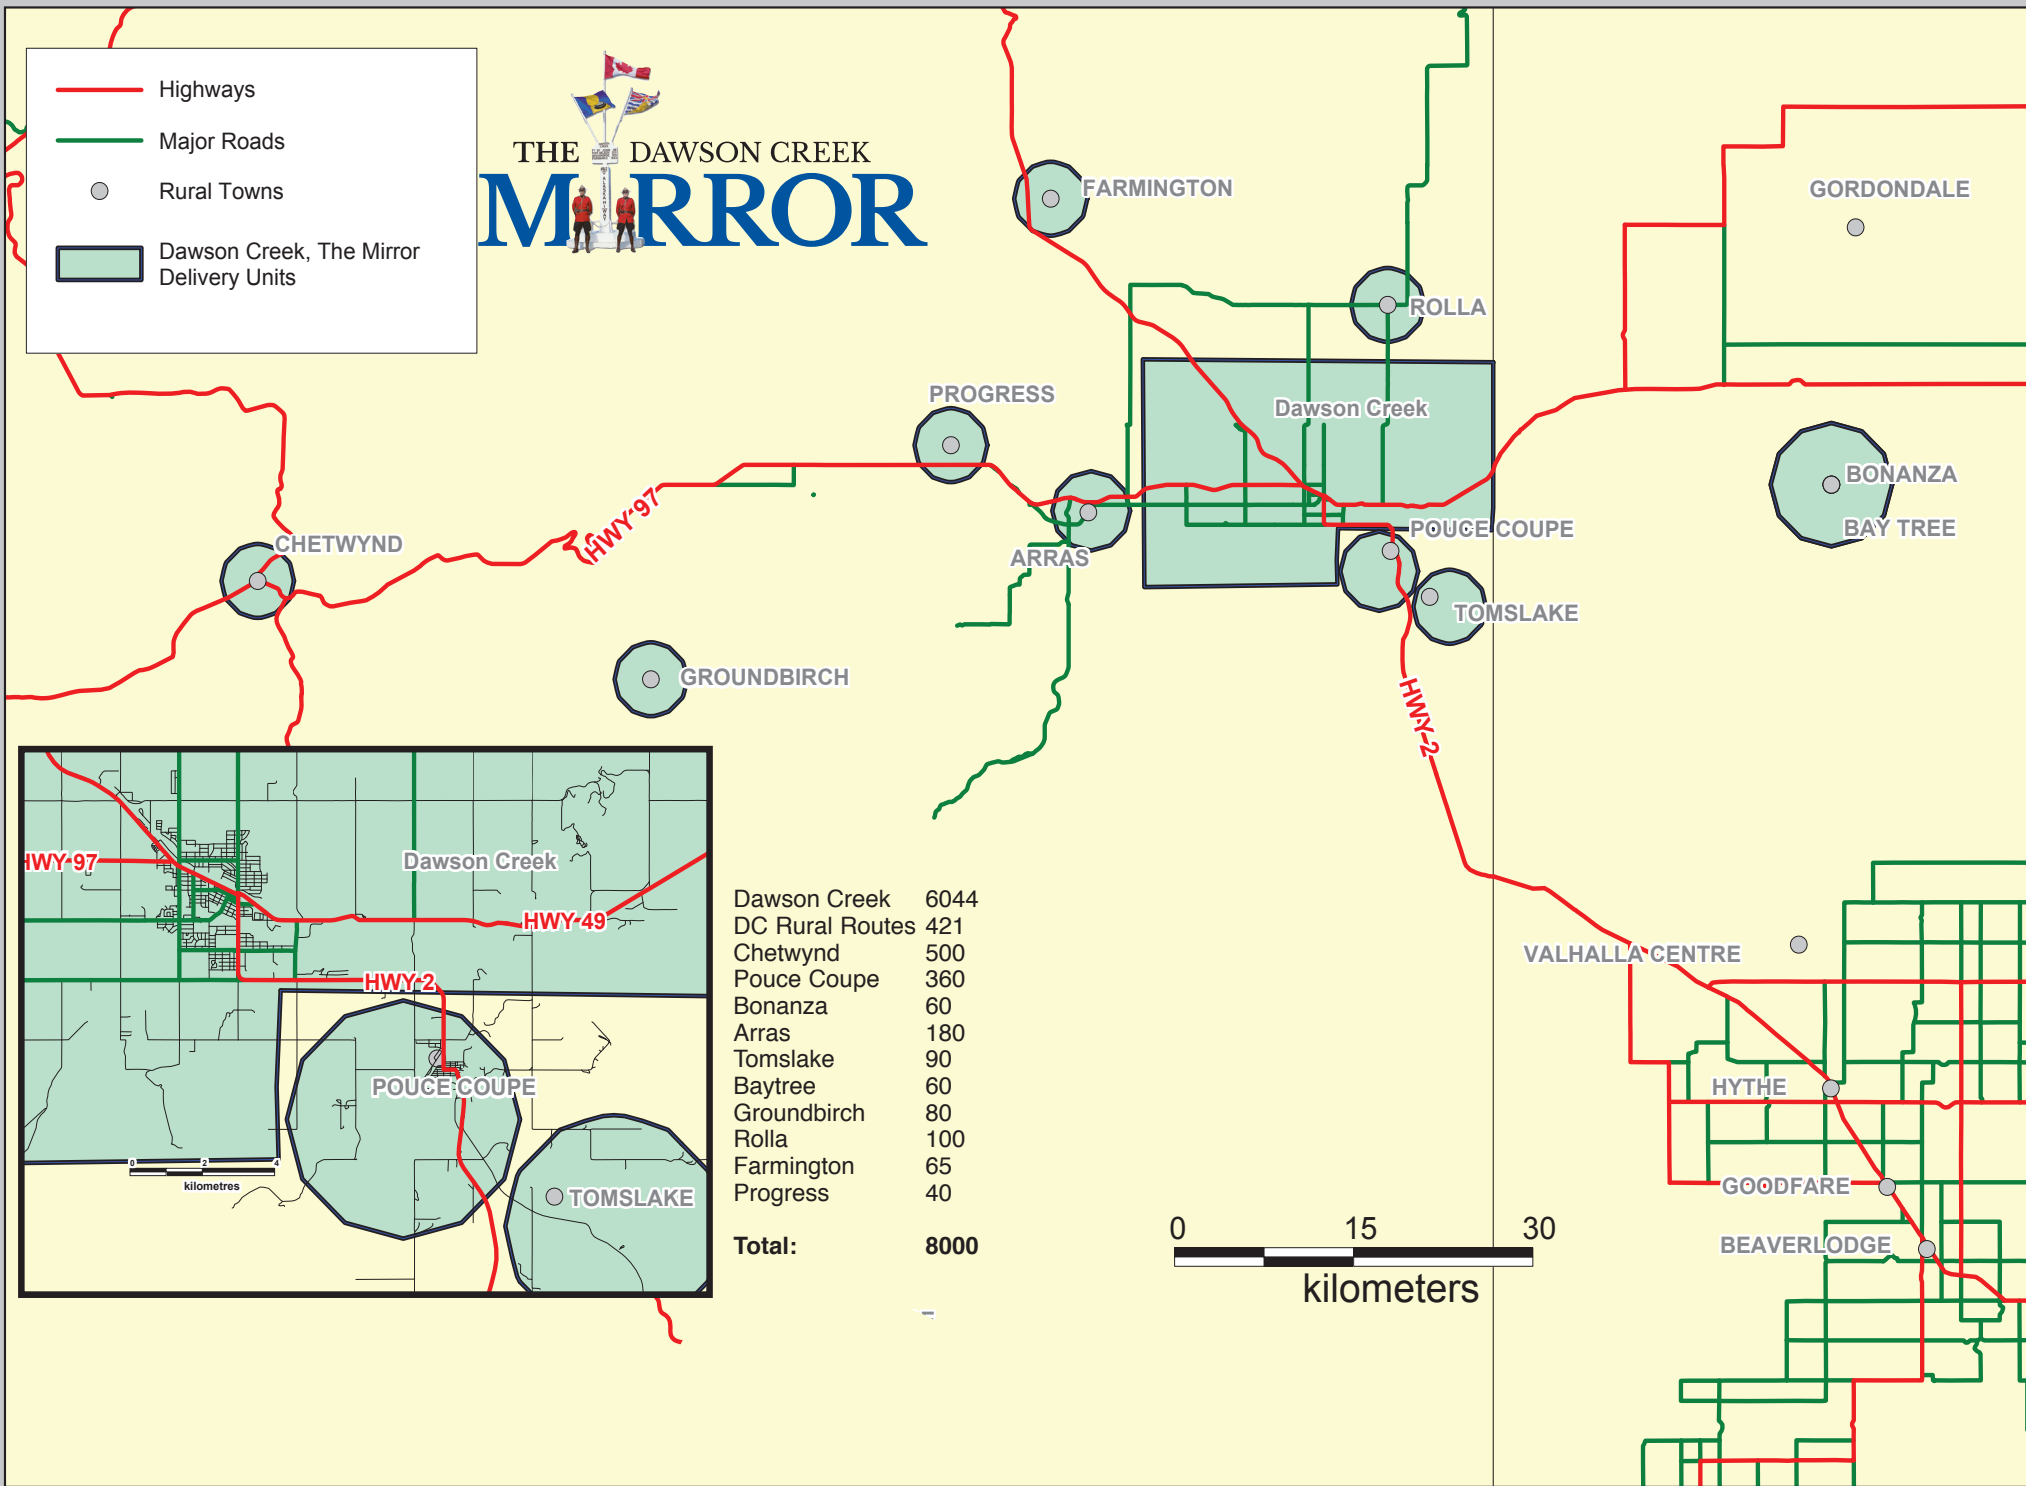 Highways
Major Roads
Rural Towns
Dawson Creek, The Mirror
Delivery Units
THE DAWSON CREEK
MIRROR
FARMINGTON
GORDONDALE
ROLLA
PROGRESS
Dawson Creek
HWY 97
BONANZA
BAY TREE
POUCE COUPE
CHETWYND
ARRAS
TOMSLAKE
GROUNDBIRCH
HWY 2
HWY 97
Dawson Creek
HWY 49
HWY 2
POUCE COUPE
TOMSLAKE
0 2 4
kilometres
Dawson Creek 6044
DC Rural Routes 421
Chetwynd 500
Pouce Coupe 360
Bonanza 60
Arras 180
Tomslake 90
Baytree 60
Groundbirch 80
Rolla 100
Farmington 65
Progress 40
Total: 8000
VALHALLA CENTRE
HYTHE
GOODFARE
BEAVERLODGE
0 15 30
kilometers